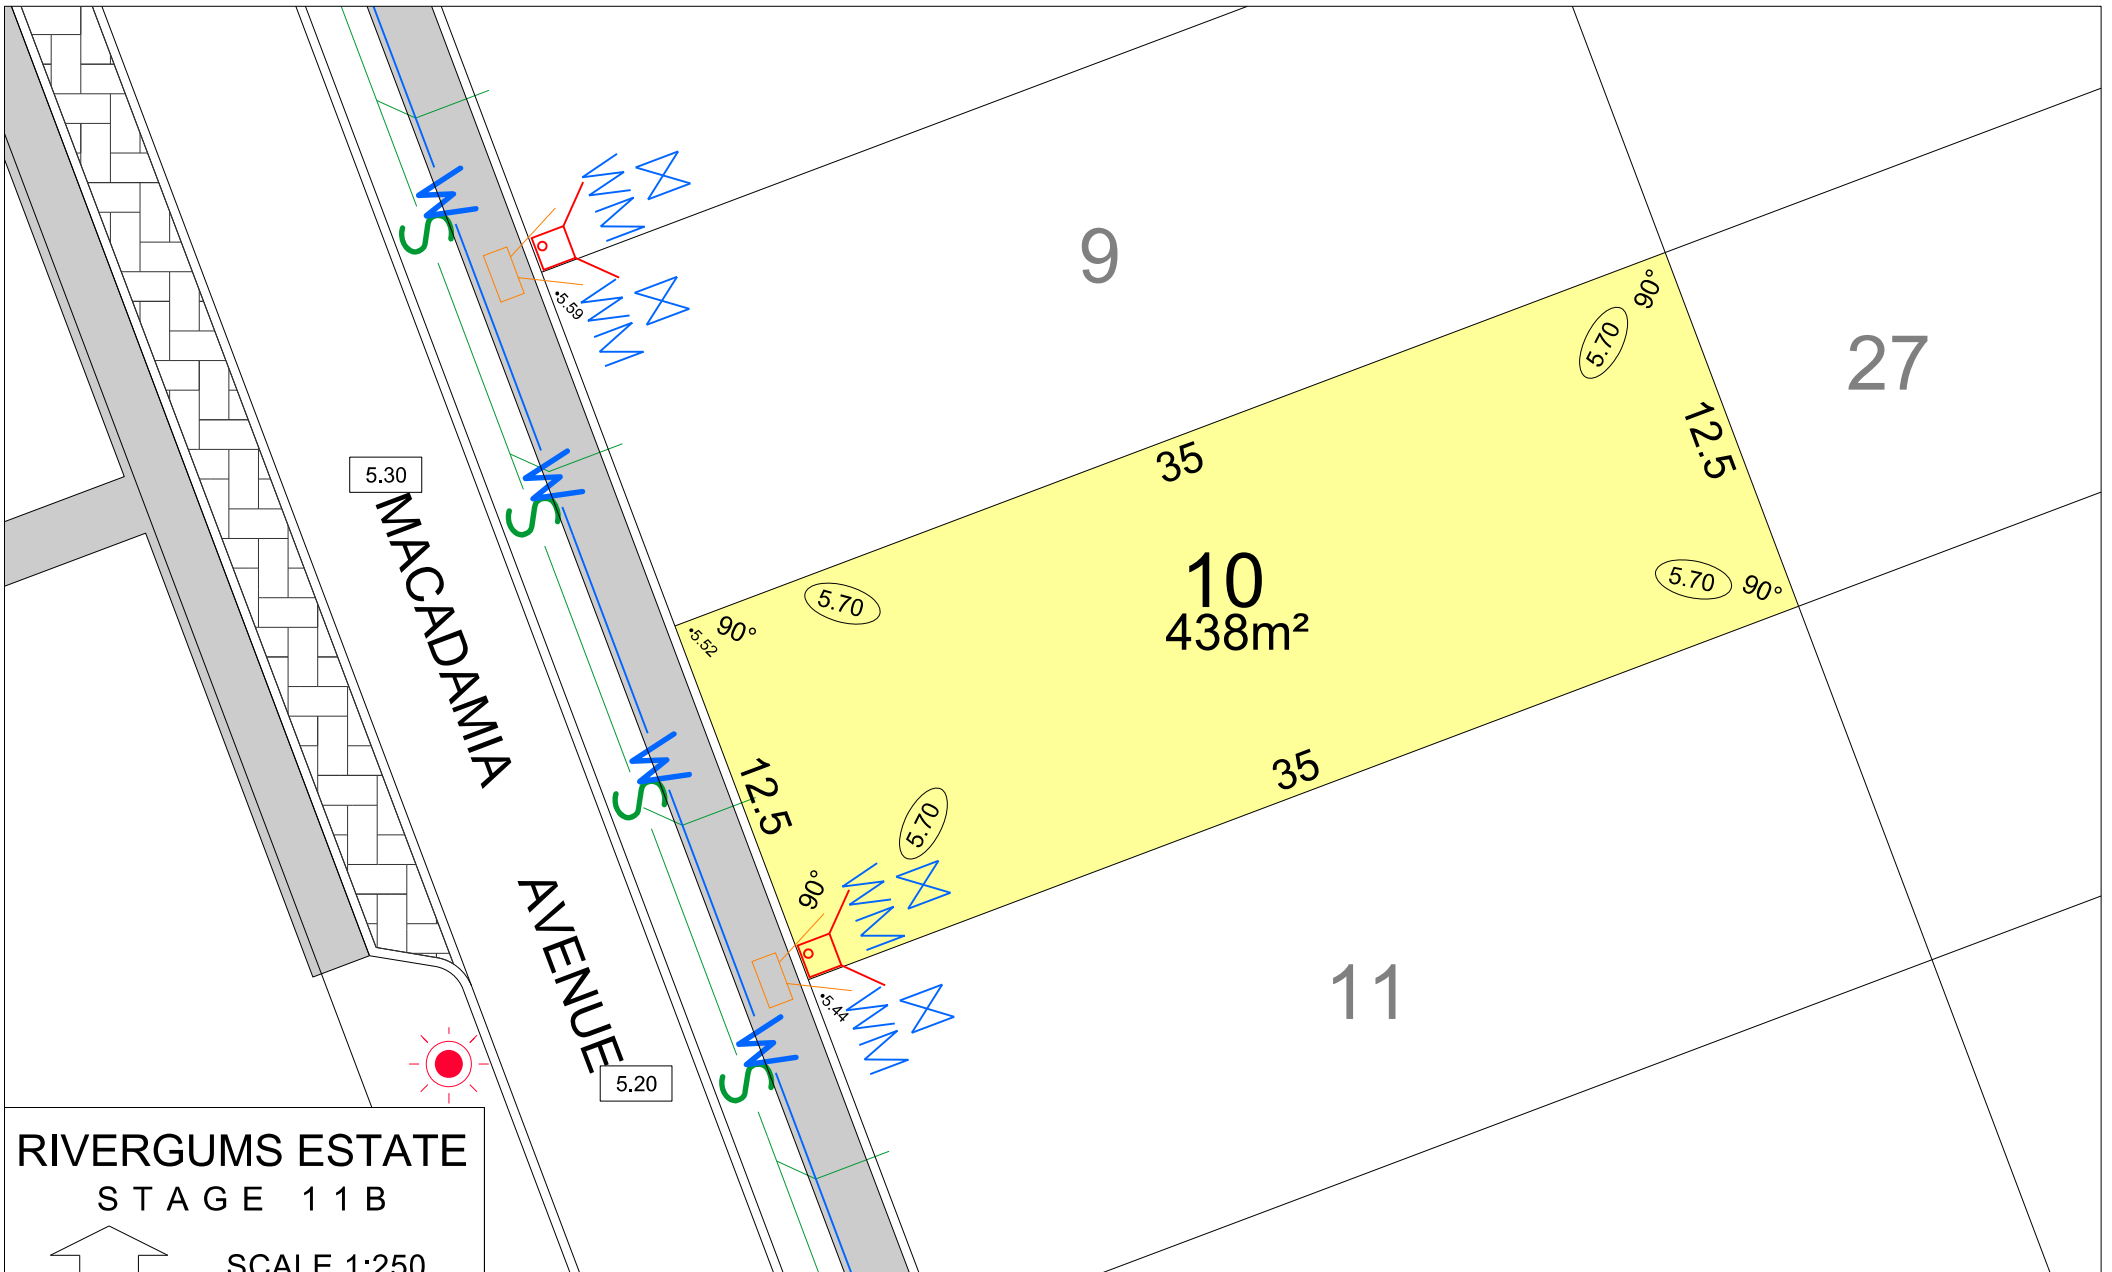 W
S
•5.59
9
27
90°
5.70
12.5
35
5.30
MACADAMIA
AVENUE
W
S
10
438m²
5.70
90°
•5.52
5.70
90°
W
S
12.5
35
5.70
90°
•5.44
11
W
S
5.20
RIVERGUMS ESTATE
STAGE 11B
SCALE 1:250